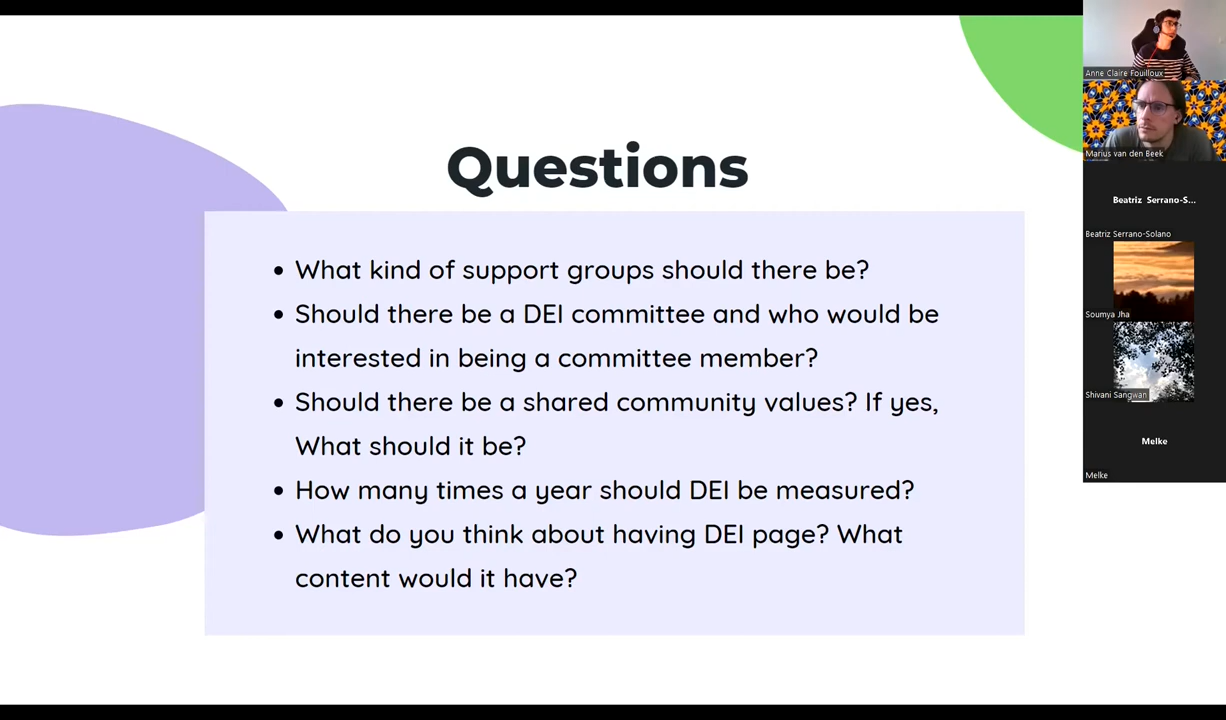 Questions
• What kind of support groups should there be?
• Should there be a DEI committee and who would be
interested in being a committee member?
• Should there be a shared community values? If yes,
What should it be?
• How many times a year should DEI be measured?
• What do you think about having DEI page? What
content would it have?
Anne Claire Fouilloux
Marius van den Beek
Beatriz Serrano-S...
Beatriz Serrano-Solano
Soumya Jha
Shivani Sangwan
Melke
Melke